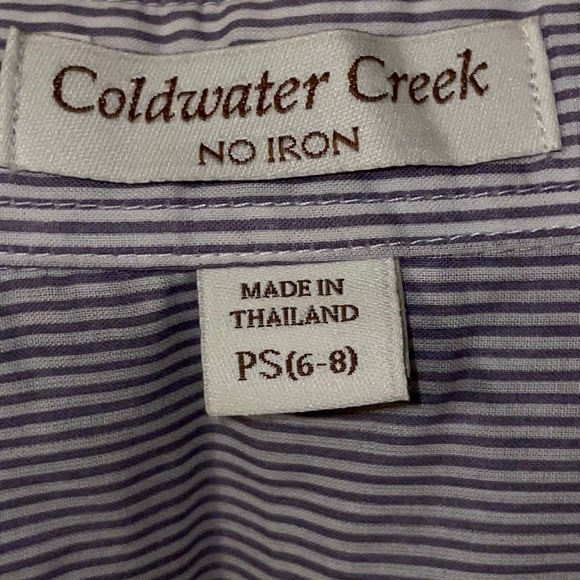 Coldwater Creek
NO IRON
MADE IN
THAILAND
PS(6-8)